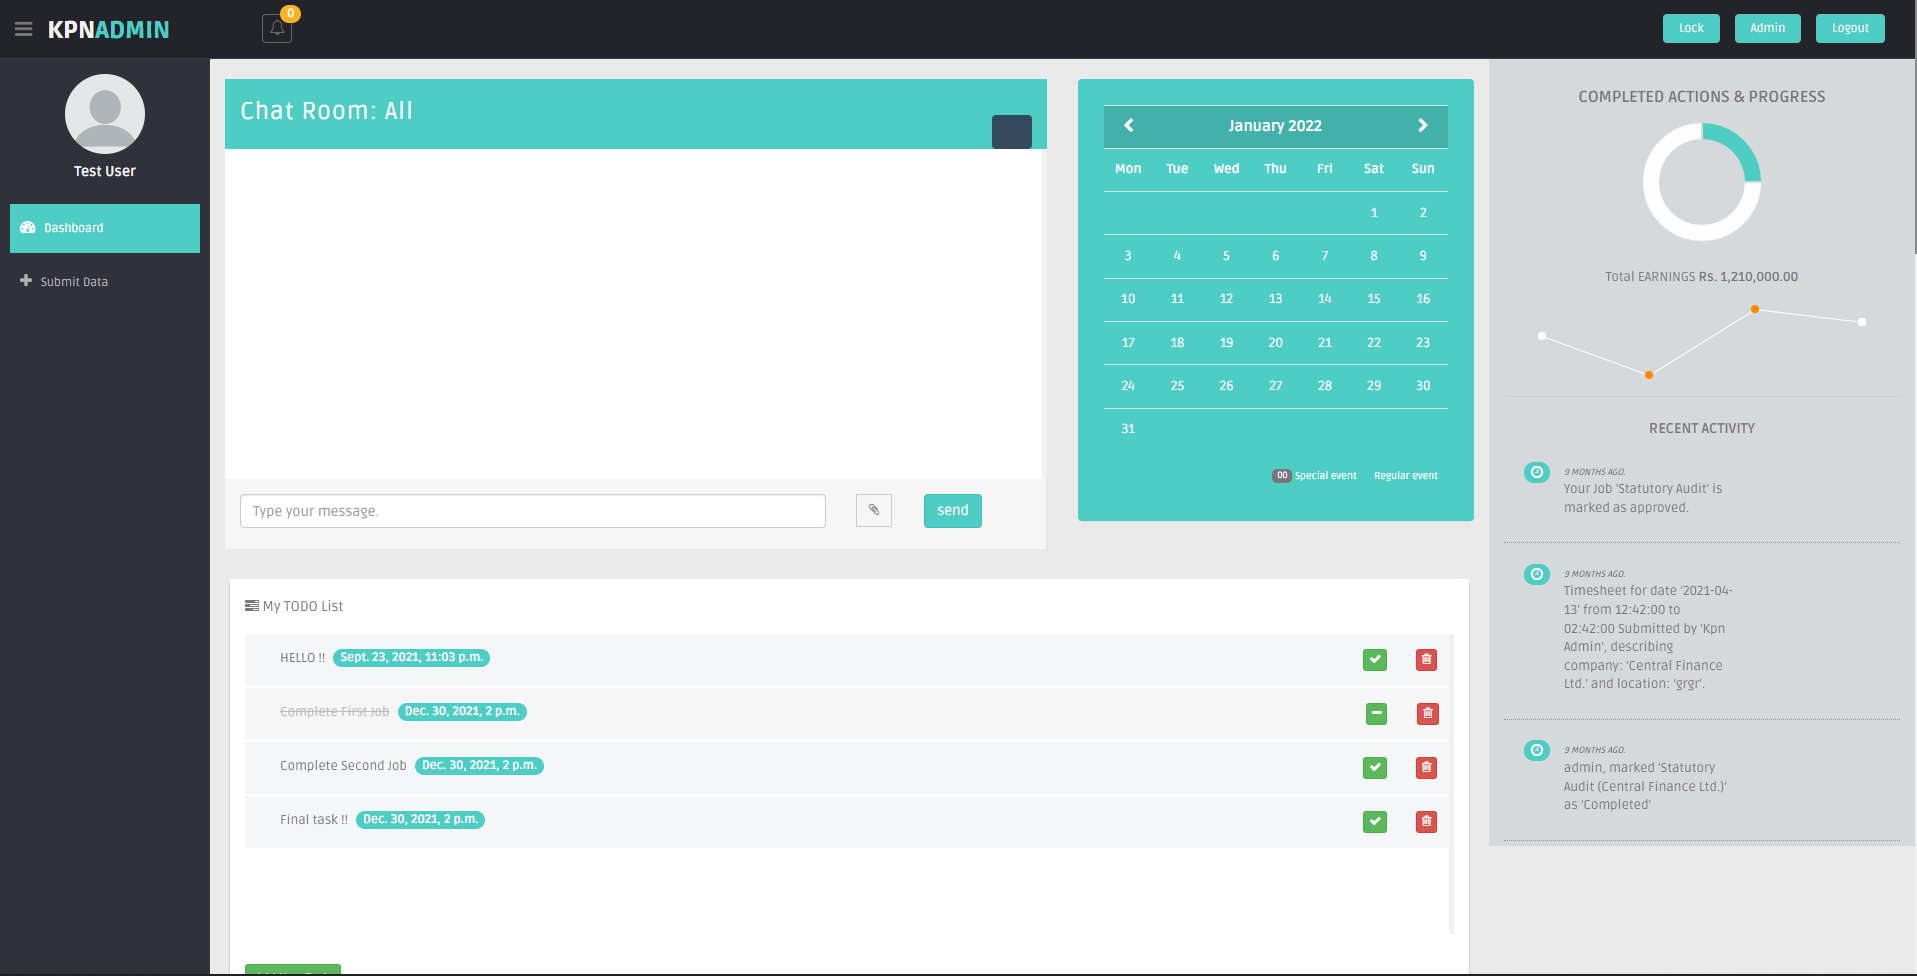 KPNADMIN
0
Lock
Admin
Logout
Test User
Dashboard
Submit Data
Chat Room: All
Type your message.
send
January 2022
Mon Tue Wed Thu Fri Sat Sun
1 2
3 4 5 6 7 8 9
10 11 12 13 14 15 16
17 18 19 20 21 22 23
24 25 26 27 28 29 30
31
00 Special event Regular event
My TODO List
HELLO !! Sept. 23, 2021, 11:03 p.m.
Complete First Job Dec. 30, 2021, 2 p.m.
Complete Second Job Dec. 30, 2021, 2 p.m.
Final task !! Dec. 30, 2021, 2 p.m.
COMPLETED ACTIONS & PROGRESS
Total EARNINGS Rs. 1,210,000.00
RECENT ACTIVITY
9 MONTHS AGO.
Your Job 'Statutory Audit' is
marked as approved.
9 MONTHS AGO.
Timesheet for date '2021-04-
13' from 12:42:00 to
02:42:00 Submitted by 'Kpn
Admin', describing
company: 'Central Finance
Ltd.' and location: 'grgr'.
9 MONTHS AGO.
admin, marked 'Statutory
Audit (Central Finance Ltd.)'
as 'Completed'